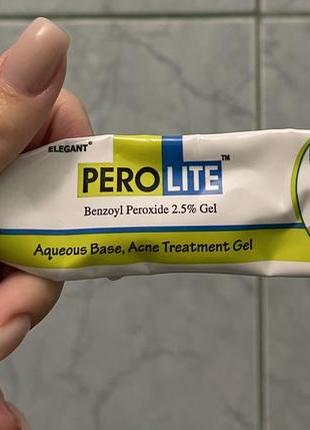 ELEGANT®
PEROLITE™
Benzoyl Peroxide 2.5% Gel
Aqueous Base, Acne Treatment Gel